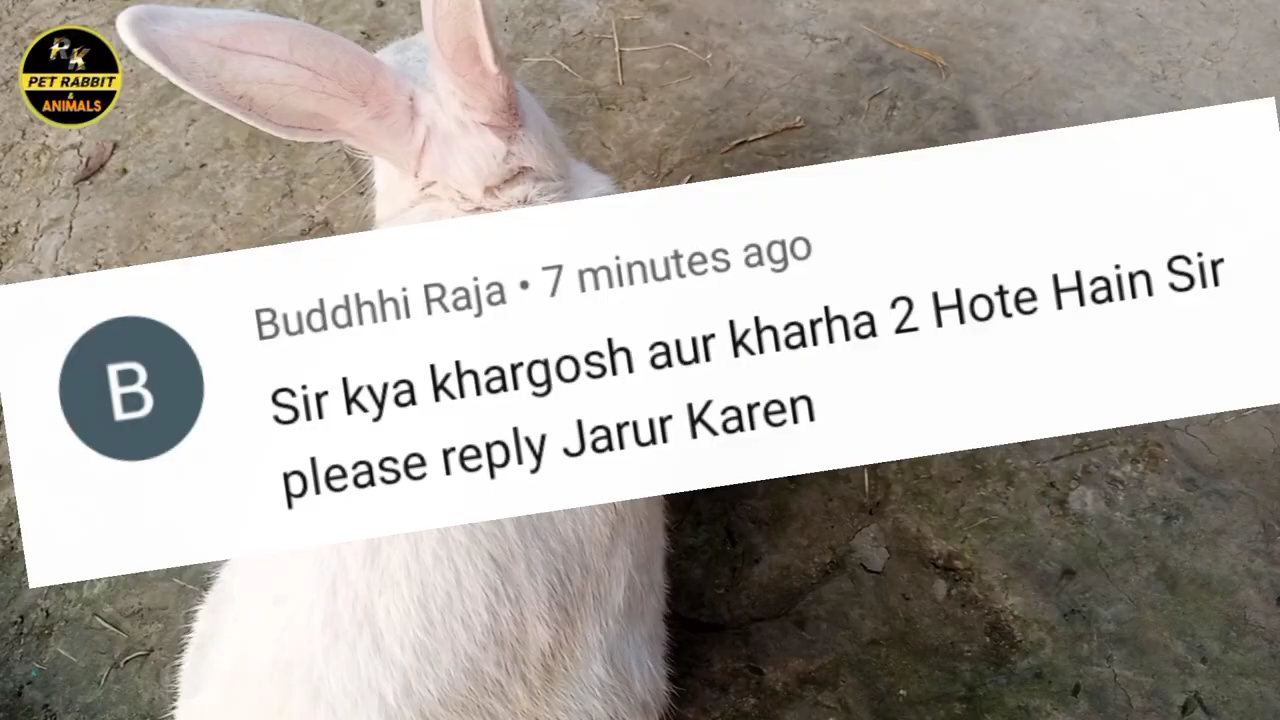 RK
PET RABBIT
&
ANIMALS
Buddhhi Raja • 7 minutes ago
Sir kya khargosh aur kharha 2 Hote Hain Sir
please reply Jarur Karen
B